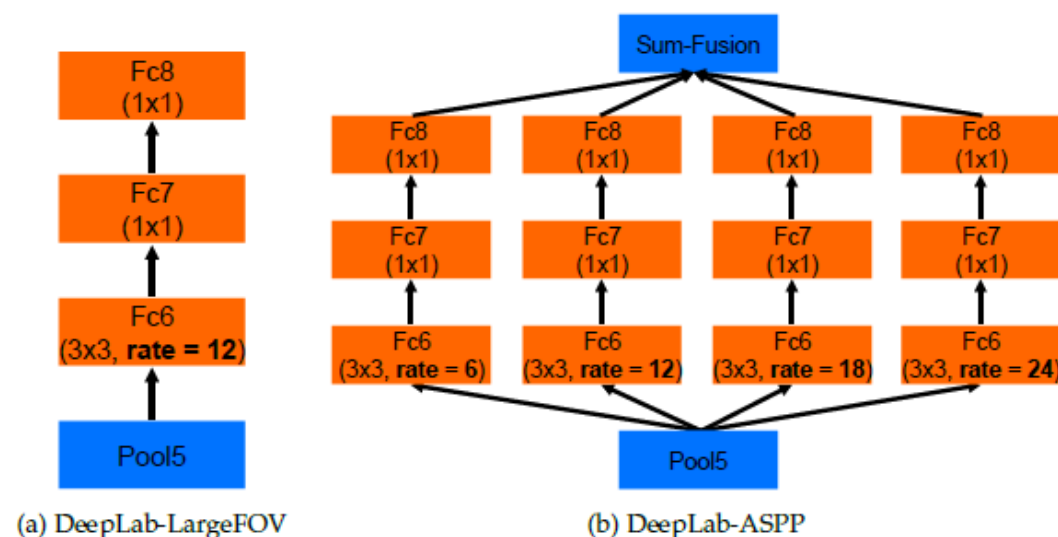 Fc8
(1x1)
Fc7
(1x1)
Fc6
(3x3, rate = 12)
Pool5
(a) DeepLab-LargeFOV
Sum-Fusion
Fc8
(1x1)
Fc8
(1x1)
Fc8
(1x1)
Fc8
(1x1)
Fc7
(1x1)
Fc7
(1x1)
Fc7
(1x1)
Fc7
(1x1)
Fc6
(3x3, rate = 6)
Fc6
(3x3, rate = 12)
Fc6
(3x3, rate = 18)
Fc6
(3x3, rate = 24)
Pool5
(b) DeepLab-ASPP